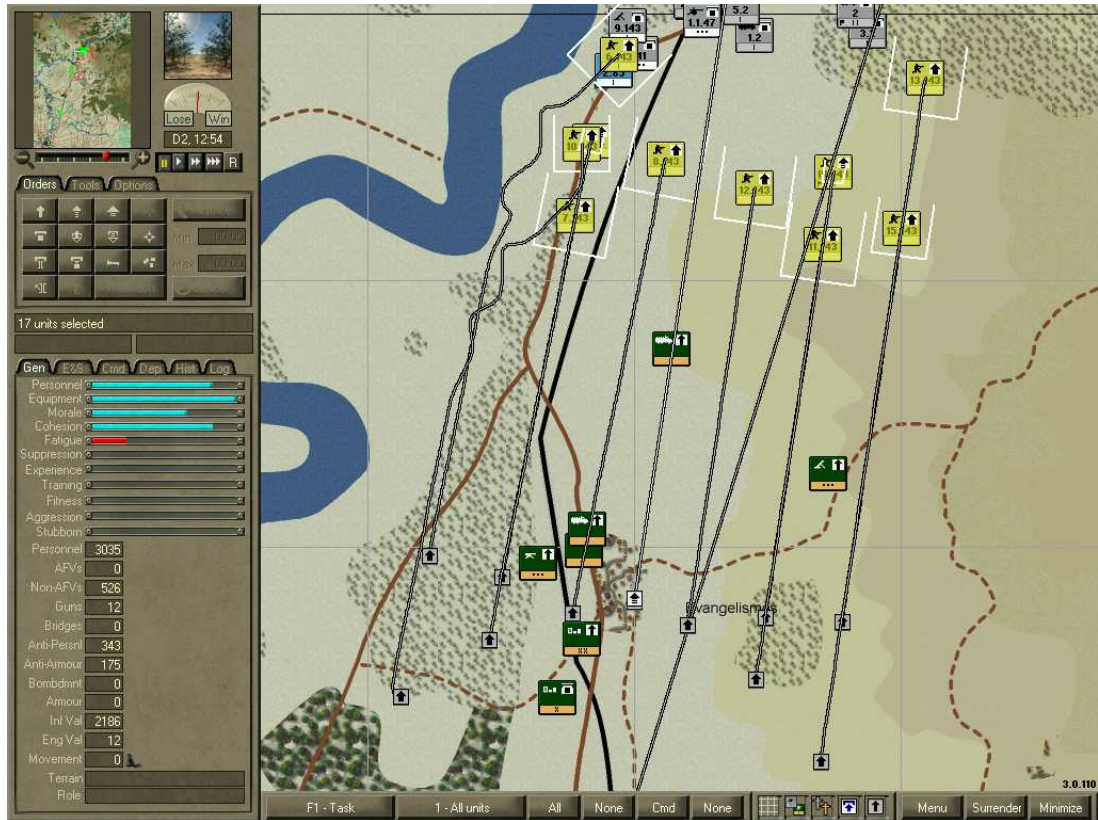 Lose
Win
D2, 12:54
R
Orders
Tools
Options
Min
Max
17 units selected
Gen
E&S
Cmd
Dep
Hist
Log
Personnel
Equipment
Morale
Cohesion
Fatigue
Suppression
Experience
Training
Fitness
Aggression
Stubborn
Personnel 3035
AFVs 0
Non-AFVs 526
Guns 12
Bridges 0
Anti-Persnl 343
Anti-Armour 175
Bombdmnt 0
Armour 0
Inf Val 2186
Eng Val 12
Movement 0
Terrain
Role
9.143
1.1.47
5.2
1.2
2
13.143
8.143
12.143
7.143
11.143
15.143
Evangelismos
3.0.110
F1 - Task
1 - All units
All
None
Cmd
None
Menu
Surrender
Minimize